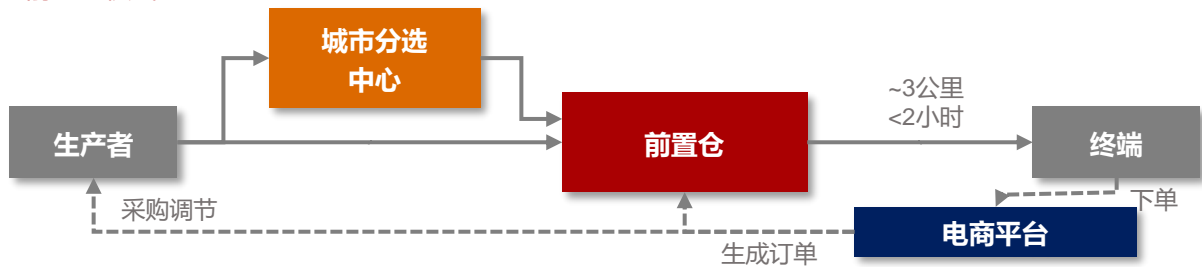 城市分选
中心
~3公里
<2小时
生产者
前置仓
终端
采购调节
下单
电商平台
生成订单